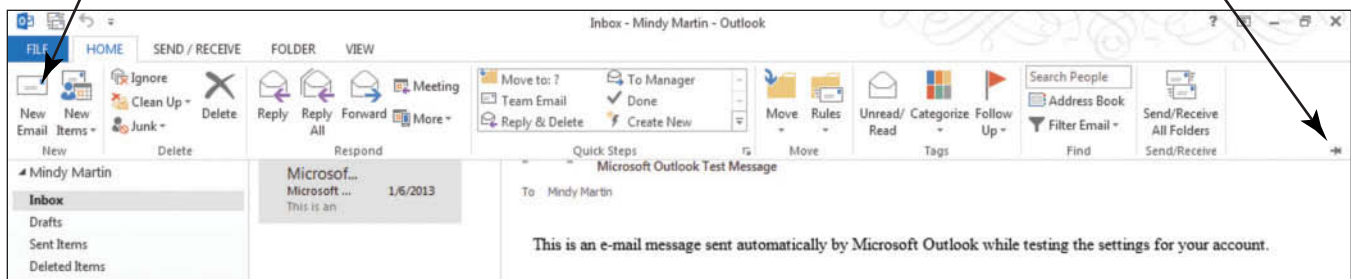 Inbox - Mindy Martin - Outlook
FILE HOME SEND / RECEIVE FOLDER VIEW
New Email
New Items
Ignore
Clean Up
Junk
Delete
Reply
Reply All
Forward
Meeting
More
Move to: ?
Team Email
Reply & Delete
To Manager
Done
Create New
Move
Rules
Unread/ Read
Categorize
Follow Up
Search People
Address Book
Filter Email
Send/Receive All Folders
New Delete Respond Quick Steps Move Tags Find Send/Receive
Mindy Martin
Inbox
Drafts
Sent Items
Deleted Items
Microsof...
Microsoft ... 1/6/2013
This is an
Microsoft Outlook Test Message
To Mindy Martin
This is an e-mail message sent automatically by Microsoft Outlook while testing the settings for your account.